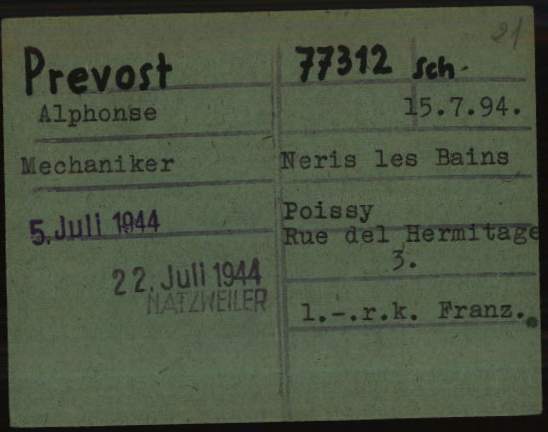 21
Prevost 77312 Sch.
Alphonse 15.7.94.
Mechaniker Neris les Bains
5. Juli 1944 Poissy
Rue del Hermitage
3.
22. Juli 1944
NATZWEILER
1.-.r.k. Franz.